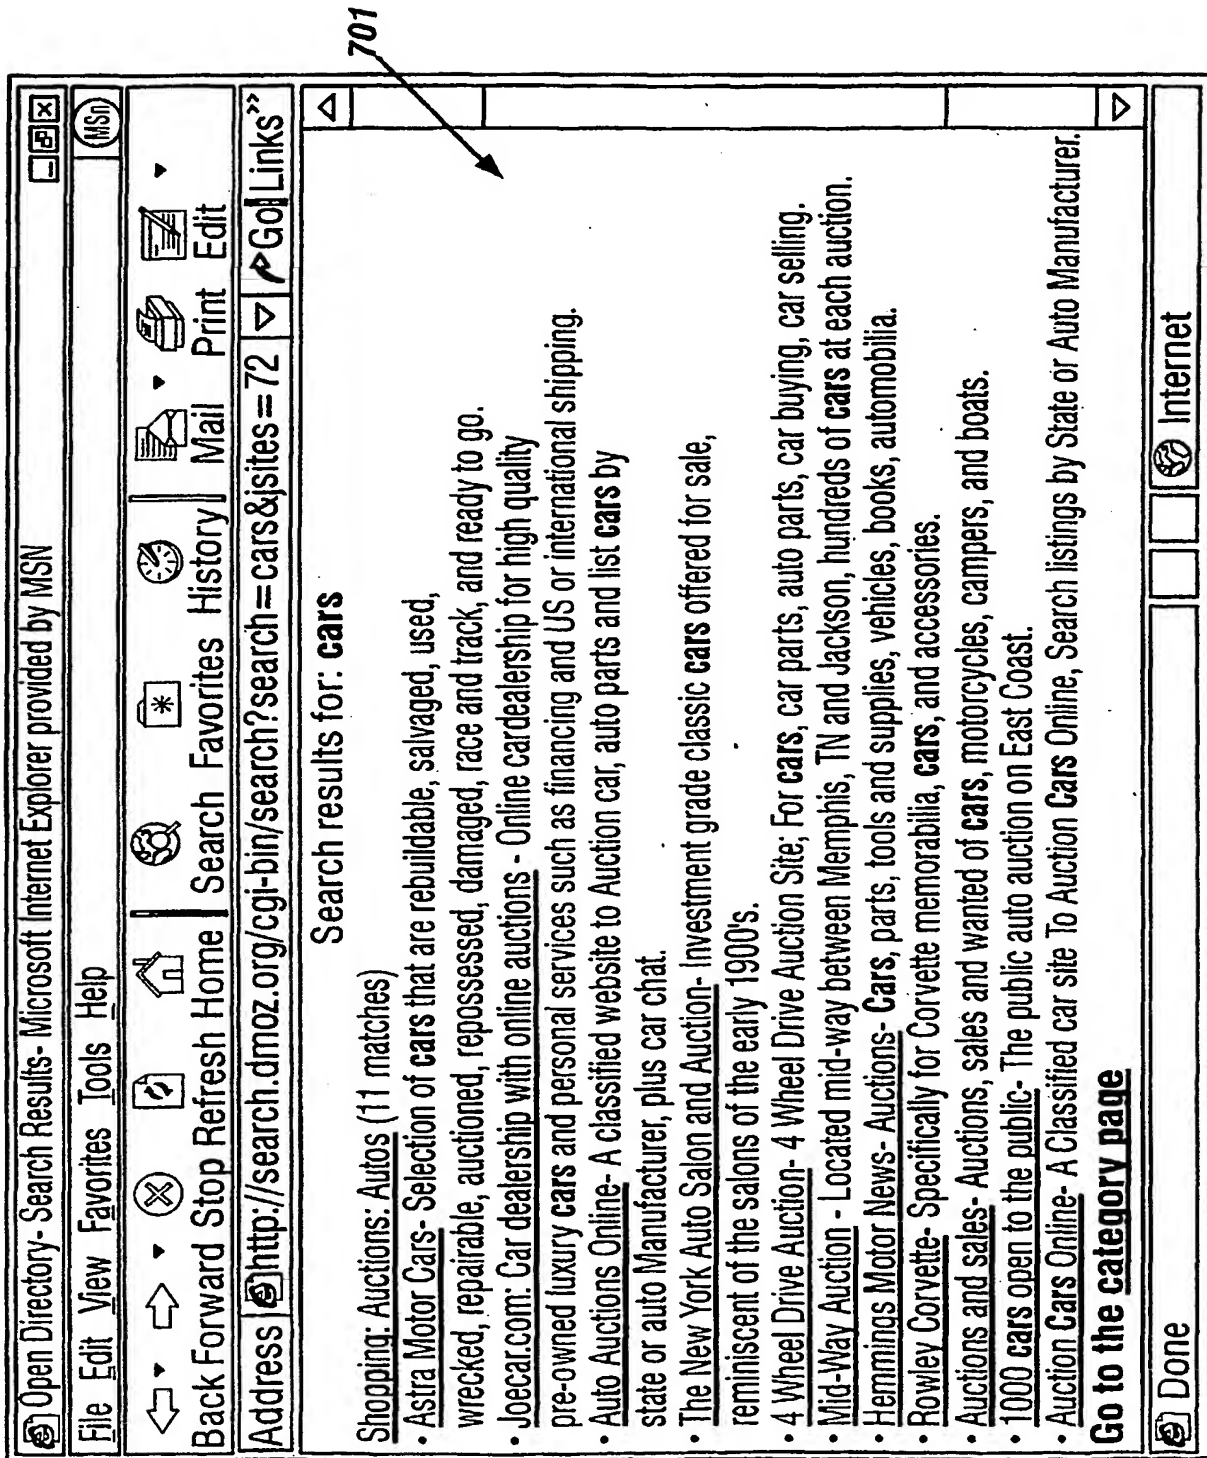 Open Directory- Search Results- Microsoft Internet Explorer provided by MSN
File Edit View Favorites Tools Help
MSn
Back Forward Stop Refresh Home Search Favorites History Mail Print Edit
Address http://search.dmoz.org/cgi-bin/search?search=cars&jsites=72 Go Links”
701
Search results for: cars
Shopping: Auctions: Autos (11 matches)
• Astra Motor Cars- Selection of cars that are rebuildable, salvaged, used,
wrecked, repairable, auctioned, repossessed, damaged, race and track, and ready to go.
• Joecar.com: Car dealership with online auctions - Online cardealership for high quality
pre-owned luxury cars and personal services such as financing and US or international shipping.
• Auto Auctions Online- A classified website to Auction car, auto parts and list cars by
state or auto Manufacturer, plus car chat.
• The New York Auto Salon and Auction- Investment grade classic cars offered for sale,
reminiscent of the salons of the early 1900's.
• 4 Wheel Drive Auction- 4 Wheel Drive Auction Site; For cars, car parts, auto parts, car buying, car selling.
• Mid-Way Auction - Located mid-way between Memphis, TN and Jackson, hundreds of cars at each auction.
• Hemmings Motor News- Auctions- Cars, parts, tools and supplies, vehicles, books, automobilia.
• Rowley Corvette- Specifically for Corvette memorabilia, cars, and accessories.
• Auctions and sales- Auctions, sales and wanted of cars, motorcycles, campers, and boats.
• 1000 cars open to the public- The public auto auction on East Coast.
• Auction Cars Online- A Classified car site To Auction Cars Online, Search listings by State or Auto Manufacturer.
Go to the category page
Done
Internet